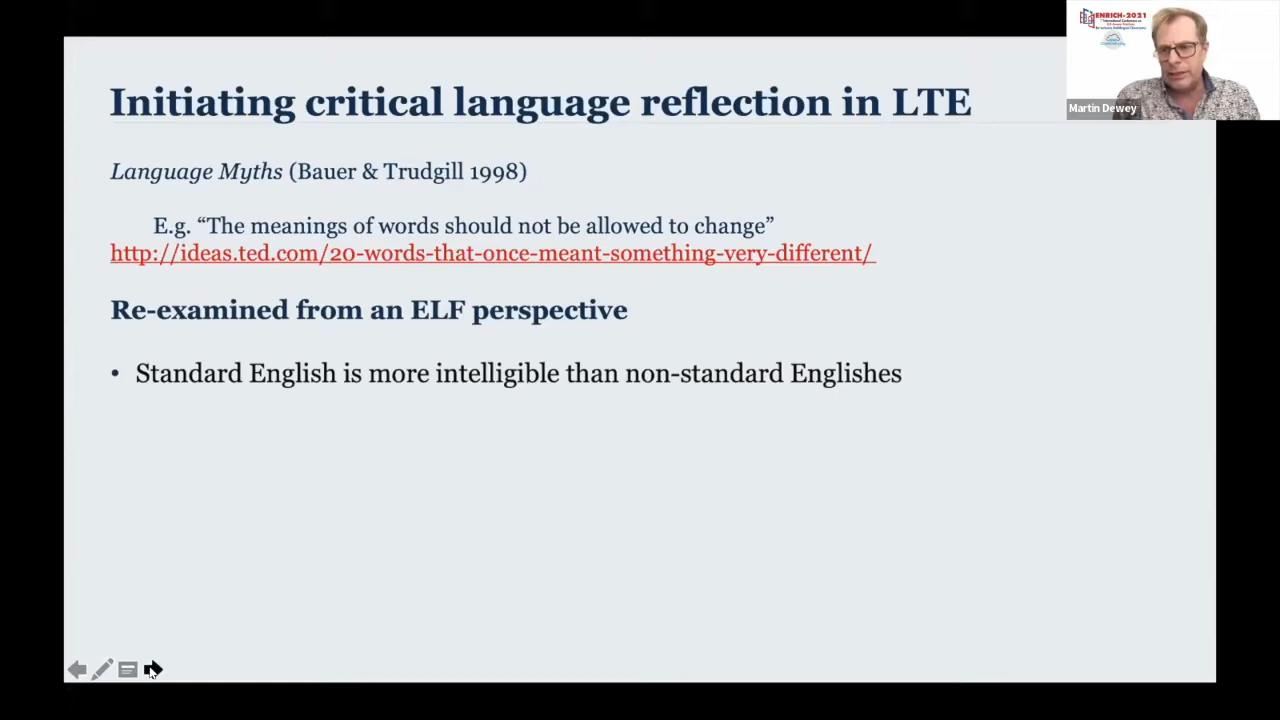 Initiating critical language reflection in LTE
Language Myths (Bauer & Trudgill 1998)
E.g. “The meanings of words should not be allowed to change”
http://ideas.ted.com/20-words-that-once-meant-something-very-different/
Re-examined from an ELF perspective
• Standard English is more intelligible than non-standard Englishes
ENRICH-2021
Martin Dewey